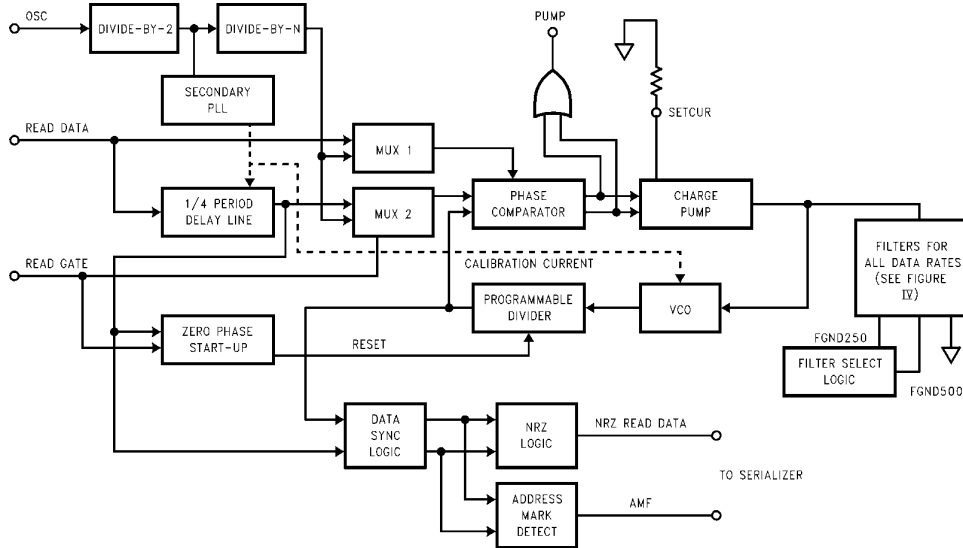 OSC
DIVIDE-BY-2
DIVIDE-BY-N
PUMP
SECONDARY
PLL
SETCUR
READ DATA
MUX 1
1/4 PERIOD
DELAY LINE
MUX 2
PHASE
COMPARATOR
CHARGE
PUMP
FILTERS FOR
ALL DATA RATES
(SEE FIGURE
IV)
READ GATE
CALIBRATION CURRENT
ZERO PHASE
START-UP
RESET
PROGRAMMABLE
DIVIDER
VCO
FGND250
FILTER SELECT
LOGIC
FGND500
DATA
SYNC
LOGIC
NRZ
LOGIC
NRZ READ DATA
TO SERIALIZER
ADDRESS
MARK
DETECT
AMF